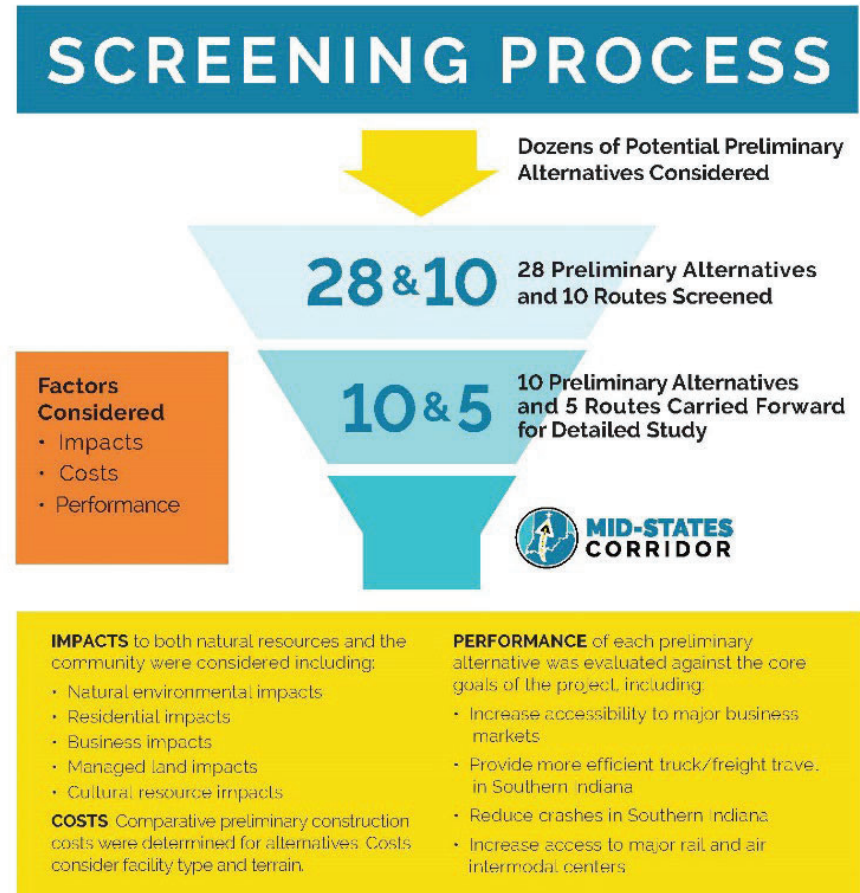 SCREENING PROCESS
Dozens of Potential Preliminary
Alternatives Considered
28 & 10
28 Preliminary Alternatives
and 10 Routes Screened
Factors
Considered
• Impacts
• Costs
• Performance
10 & 5
10 Preliminary Alternatives
and 5 Routes Carried Forward
for Detailed Study
MID-STATES
CORRIDOR
IMPACTS to both natural resources and the
community were considered including:
• Natural environmental impacts
• Residential impacts
• Business impacts
• Managed land impacts
• Cultural resource impacts
COSTS Comparative preliminary construction
costs were determined for alternatives. Costs
consider facility type and terrain.
PERFORMANCE of each preliminary
alternative was evaluated against the core
goals of the project, including:
• Increase accessibility to major business
markets
• Provide more efficient truck/freight travel
in Southern Indiana
• Reduce crashes in Southern Indiana
• Increase access to major rail and air
intermodal centers